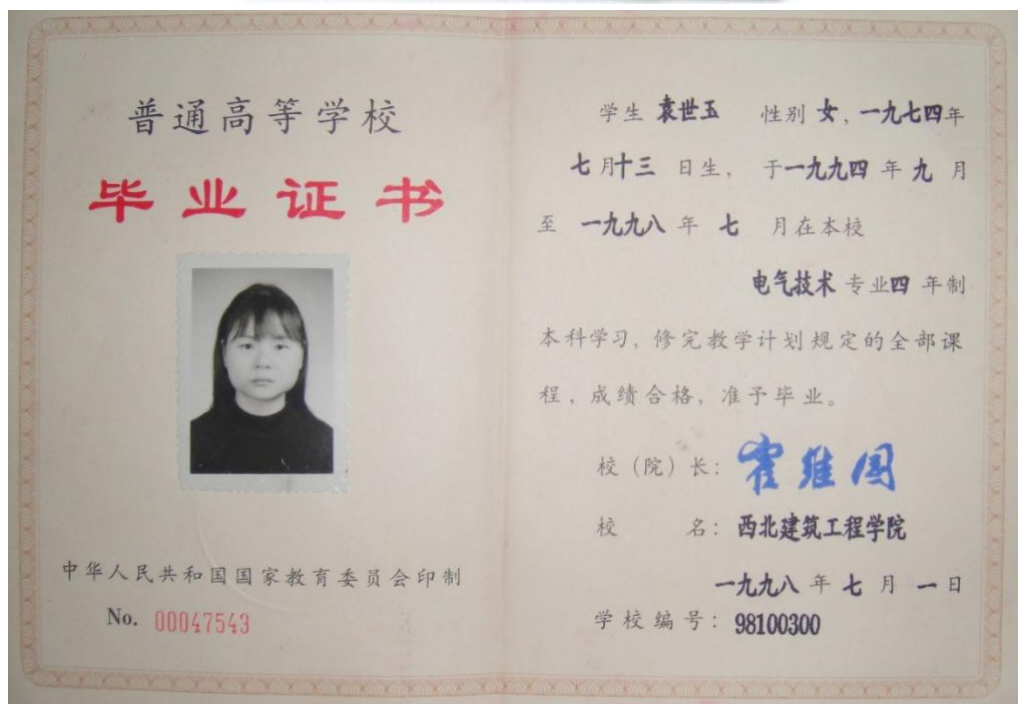 普通高等学校
毕业证书
中华人民共和国国家教育委员会印制
No. 00047543
学生 袁世玉 性别 女，一九七四年
七月十三 日生，于一九九四 年 九 月
至 一九九八 年 七 月在本校
电气技术 专业四 年制
本科学习，修完教学计划规定的全部课
程，成绩合格，准予毕业。
校（院）长：霍维国
校 名：西北建筑工程学院
一九九八 年 七 月 一 日
学校编号：98100300